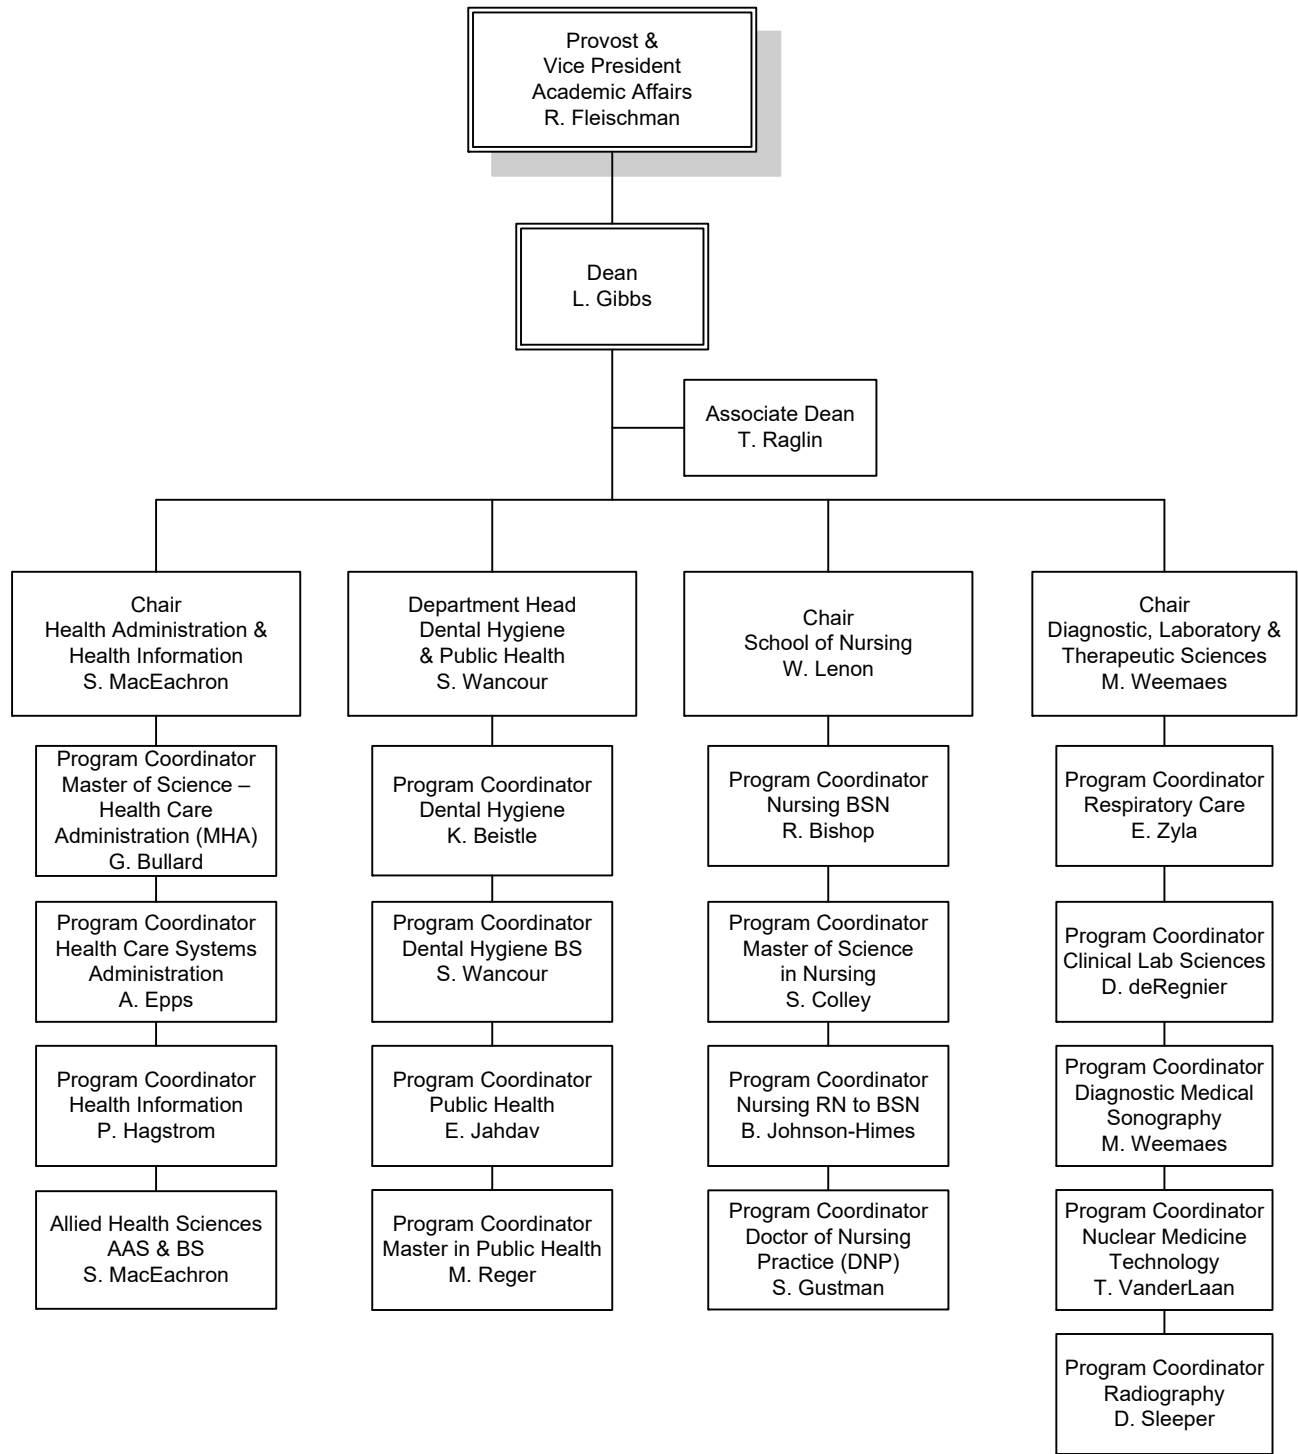 Provost &
Vice President
Academic Affairs
R. Fleischman
Dean
L. Gibbs
Associate Dean
T. Raglin
Chair
Health Administration &
Health Information
S. MacEachron
Department Head
Dental Hygiene
& Public Health
S. Wancour
Chair
School of Nursing
W. Lenon
Chair
Diagnostic, Laboratory &
Therapeutic Sciences
M. Weemaes
Program Coordinator
Master of Science –
Health Care
Administration (MHA)
G. Bullard
Program Coordinator
Dental Hygiene
K. Beistle
Program Coordinator
Nursing BSN
R. Bishop
Program Coordinator
Respiratory Care
E. Zyla
Program Coordinator
Health Care Systems
Administration
A. Epps
Program Coordinator
Dental Hygiene BS
S. Wancour
Program Coordinator
Master of Science
in Nursing
S. Colley
Program Coordinator
Clinical Lab Sciences
D. deRegnier
Program Coordinator
Health Information
P. Hagstrom
Program Coordinator
Public Health
E. Jahdav
Program Coordinator
Nursing RN to BSN
B. Johnson-Himes
Program Coordinator
Diagnostic Medical
Sonography
M. Weemaes
Allied Health Sciences
AAS & BS
S. MacEachron
Program Coordinator
Master in Public Health
M. Reger
Program Coordinator
Doctor of Nursing
Practice (DNP)
S. Gustman
Program Coordinator
Nuclear Medicine
Technology
T. VanderLaan
Program Coordinator
Radiography
D. Sleeper